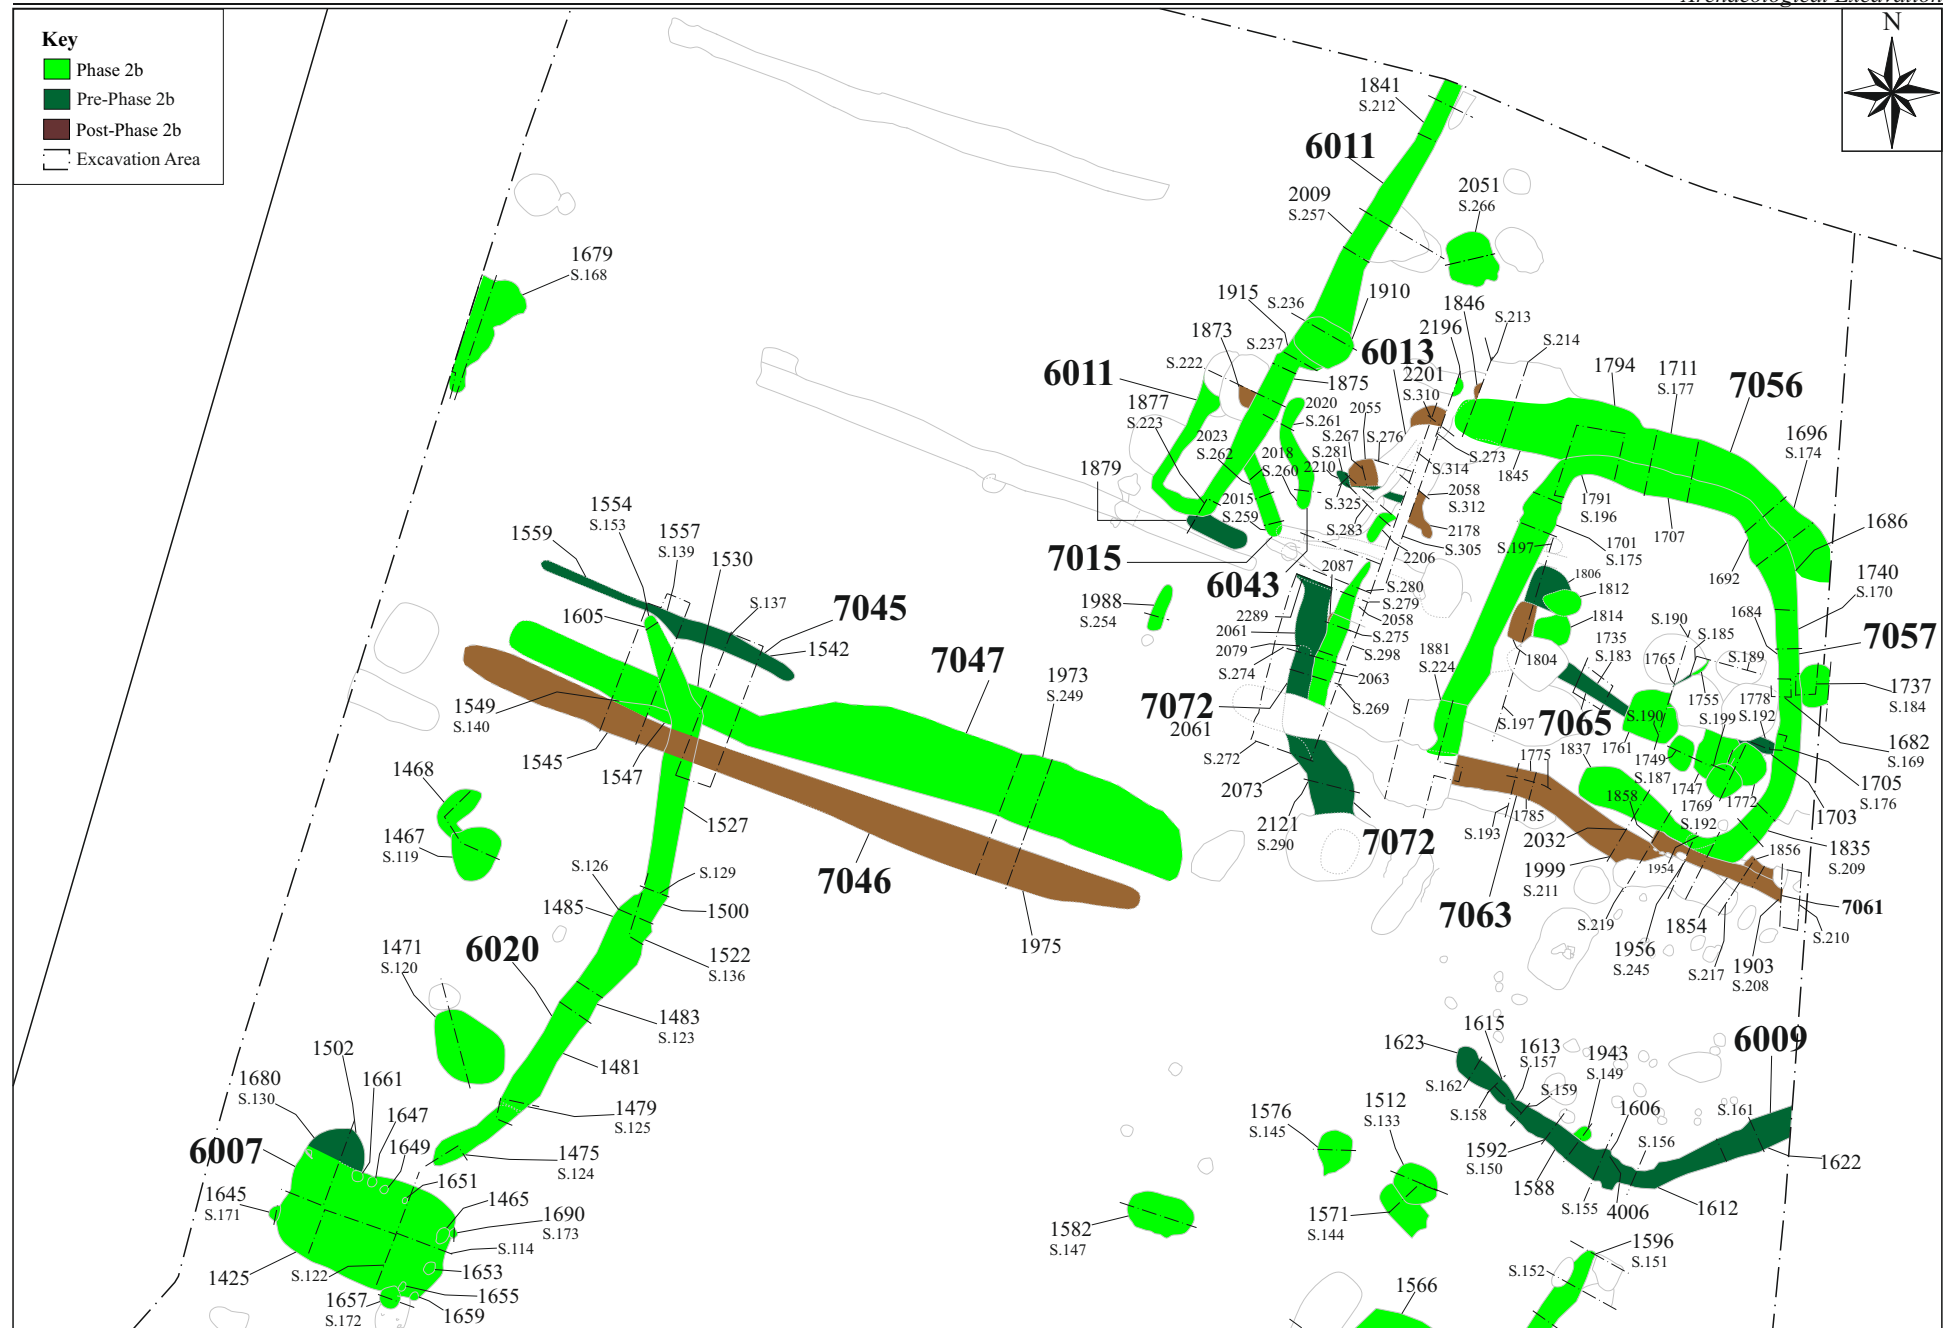 Archaeological Excavation
Key
Phase 2b
Pre-Phase 2b
Post-Phase 2b
Excavation Area
N
1841
S.212
6011
2009
S.257
2051
S.266
1679
S.168
1915
S.236
1910
1846
S.213
1873
S.237
2196
S.214
6013
S.222
6011
1875
2201
S.310
1794
1711
S.177
7056
1877
S.223
2020
S.261
2055
S.267
S.276
2023
S.262
2018
S.260
S.281
2210
S.273
S.314
1845
1696
S.174
1879
2015
S.259
S.325
2058
S.312
1791
S.196
1707
1686
1554
S.153
1557
S.139
1559
1530
S.283
2178
S.305
2206
S.197
1701
S.175
1692
7015
6043
2087
S.280
S.279
2058
1806
1812
1740
S.170
1605
S.137
7045
1542
1988
S.254
2289
2061
2079
S.274
S.275
S.298
2063
S.269
1814
1735
S.183
1804
S.190
S.185
1684
S.189
7057
1765
1881
S.224
7047
1973
S.249
1549
S.140
1545
1547
7072
2061
S.272
S.197
7065
S.190
1755
S.199
1778
S.192
1737
S.184
1682
S.169
1837
1761
1749
S.187
1775
1747
1769
S.192
1772
1705
S.176
1703
1858
1785
S.193
2073
2121
S.290
7072
1468
1467
S.119
1527
7046
1975
2032
1999
S.211
7063
1954
1856
1835
S.209
7061
S.210
S.219
1956
S.245
1854
S.217
1903
S.208
S.126
S.129
1485
1500
1522
S.136
6020
1471
S.120
1483
S.123
1481
1479
S.125
1475
S.124
1502
1680
S.130
1661
1647
1649
6007
1651
1465
1645
S.171
1690
S.173
S.114
1425
S.122
1653
1655
1657
S.172
1659
1623
1615
1613
S.157
1943
S.149
6009
S.162
S.158
S.159
1606
S.161
S.156
1576
S.145
1512
S.133
1592
S.150
1588
S.155
4006
1612
1622
1582
S.147
1571
S.144
1596
S.151
S.152
1566